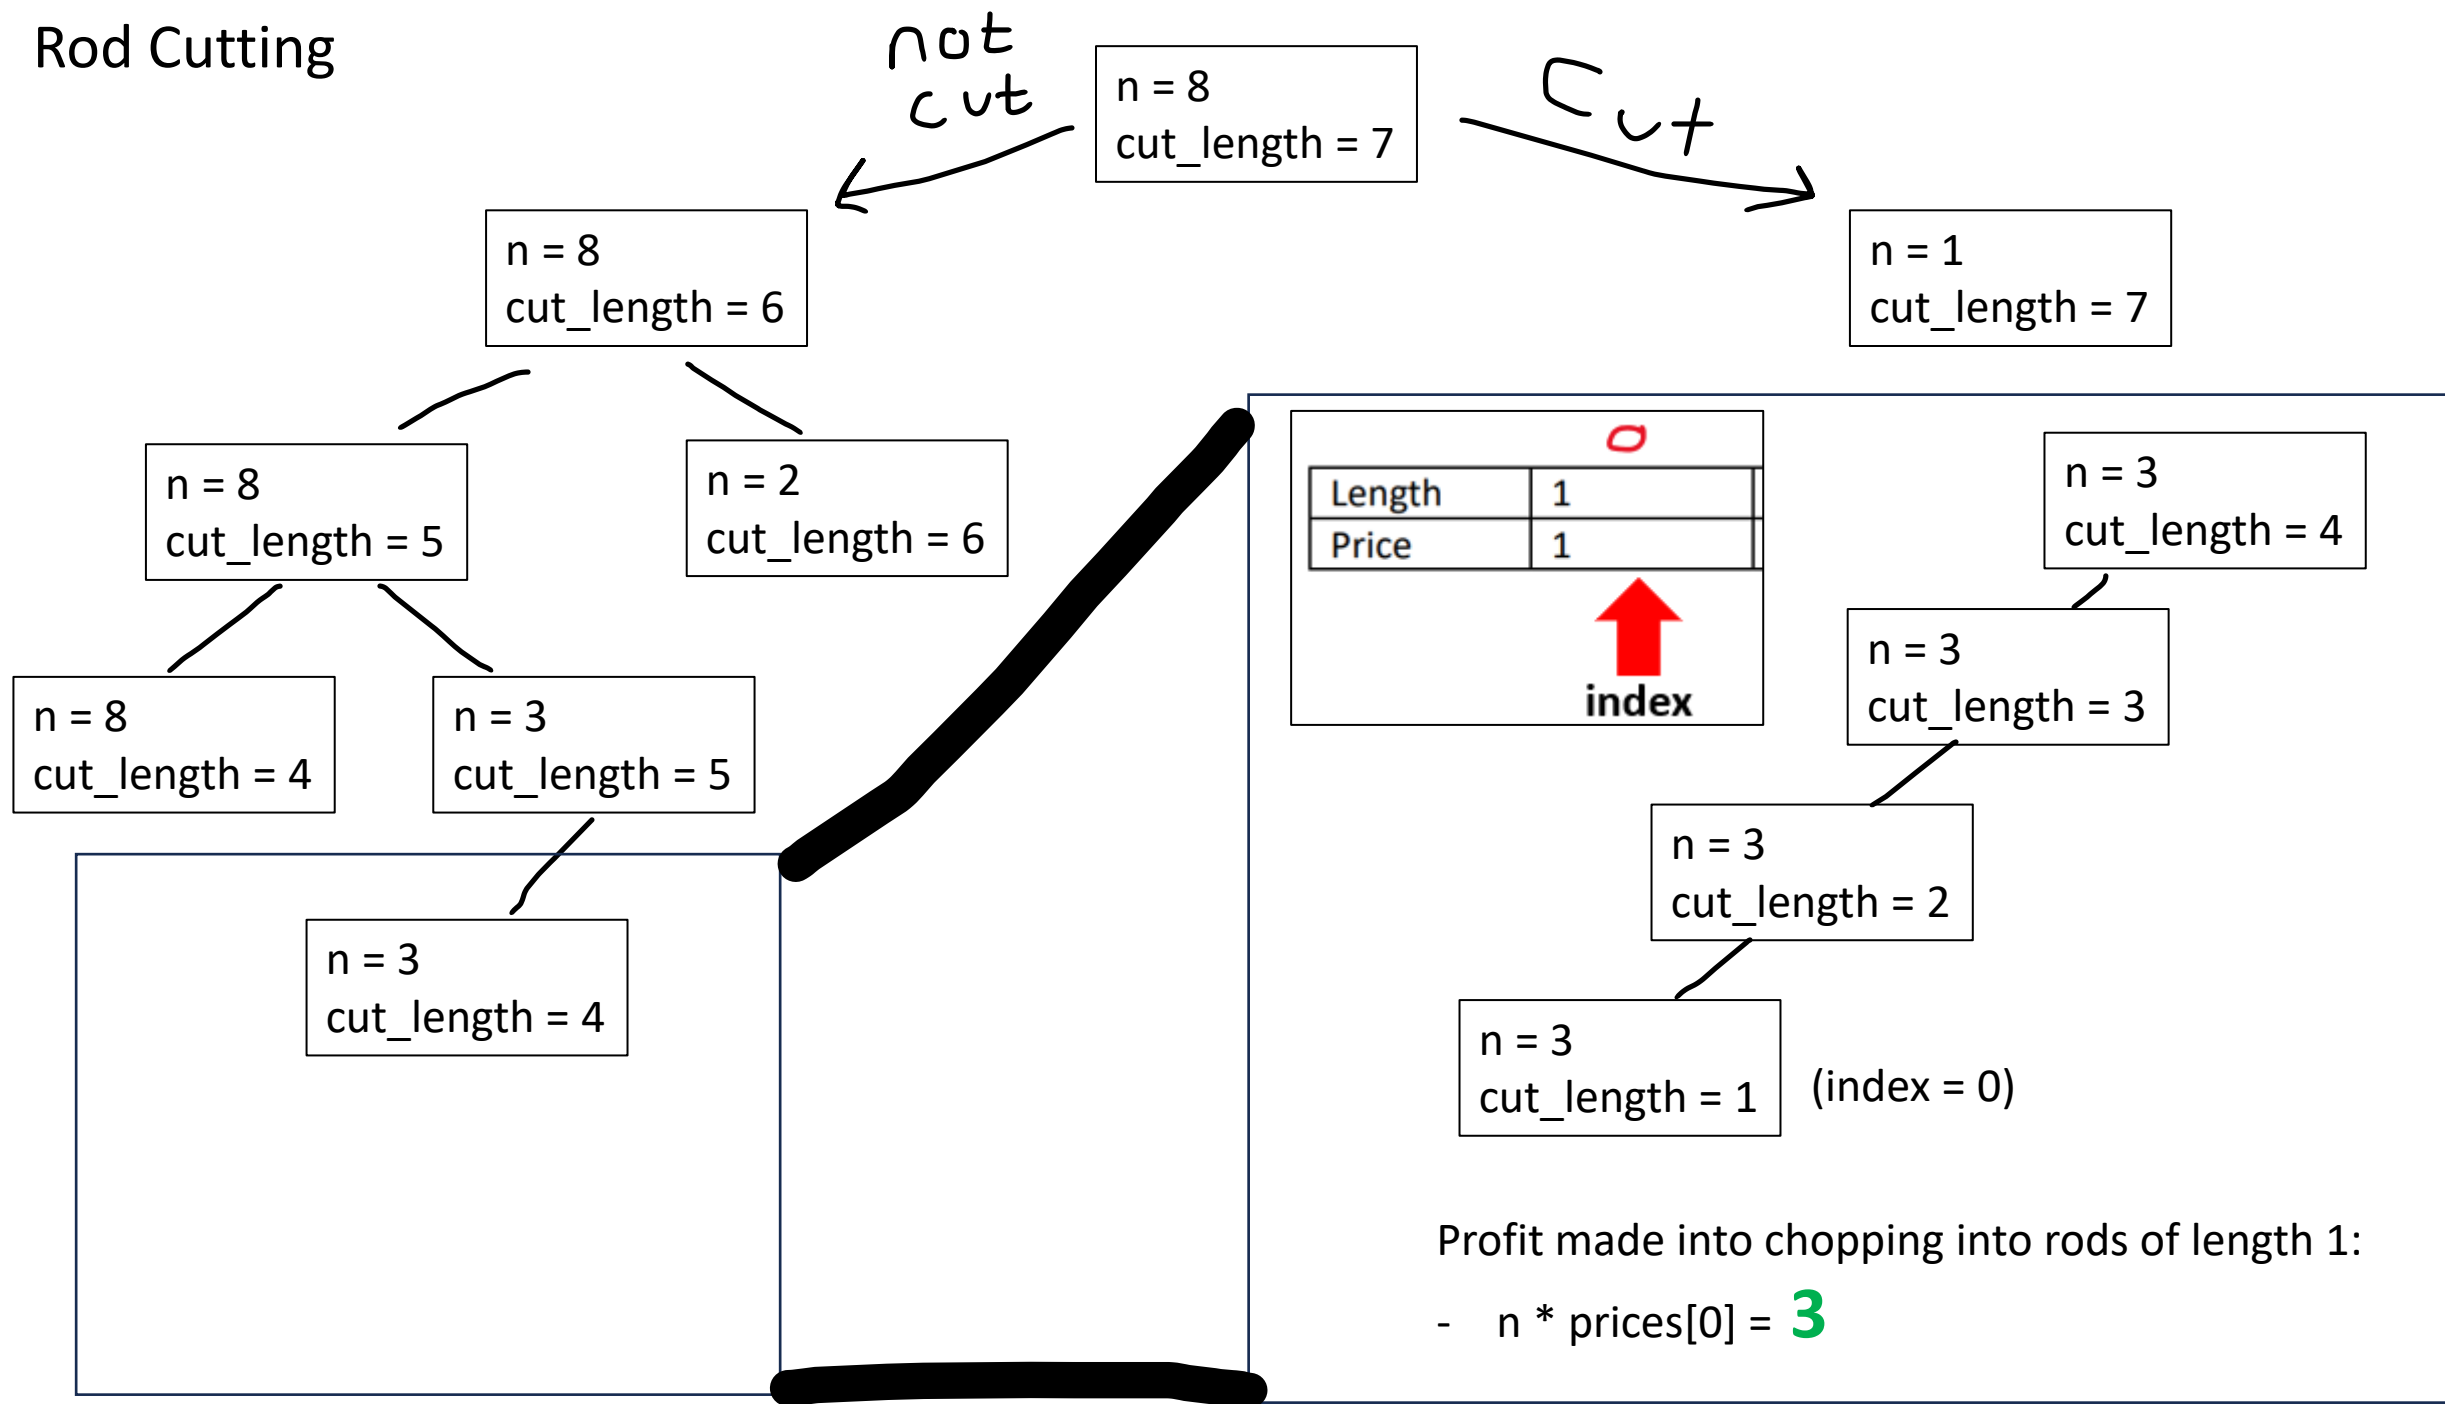 Rod Cutting
not
cut
n = 8
cut_length = 7
Cut
n = 8
cut_length = 6
n = 1
cut_length = 7
n = 8
cut_length = 5
n = 2
cut_length = 6
n = 8
cut_length = 4
n = 3
cut_length = 5
n = 3
cut_length = 4
0
Length 1
Price 1
index
n = 3
cut_length = 4
n = 3
cut_length = 3
n = 3
cut_length = 2
n = 3
cut_length = 1
(index = 0)
Profit made into chopping into rods of length 1:
- n * prices[0] = 3